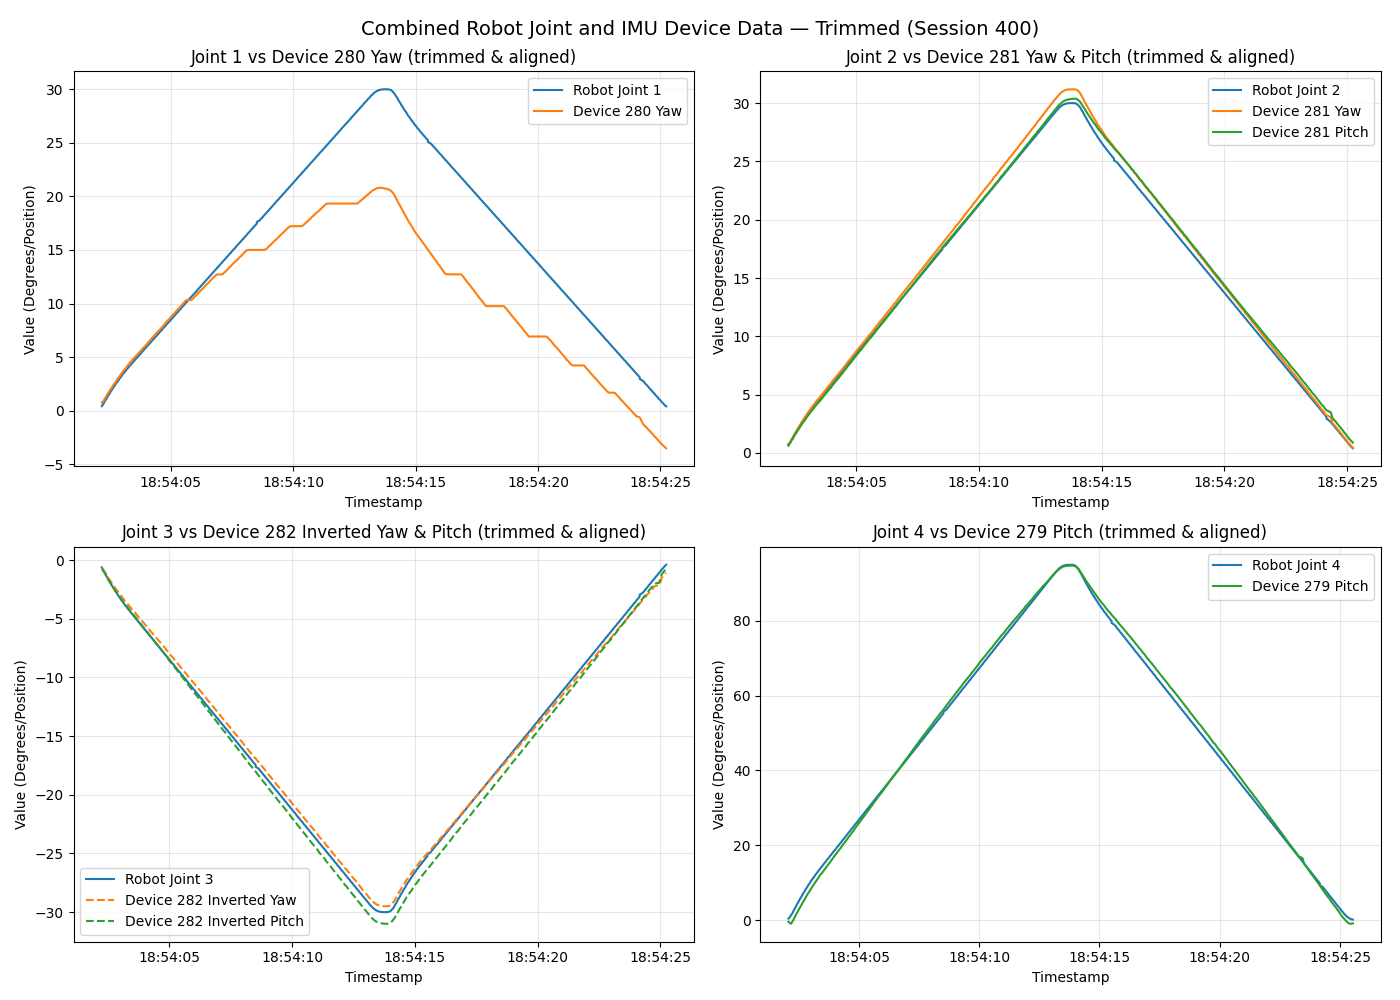 Combined Robot Joint and IMU Device Data — Trimmed (Session 400)
Joint 1 vs Device 280 Yaw (trimmed & aligned)
Robot Joint 1
Device 280 Yaw
Value (Degrees/Position)
30
25
20
15
10
5
0
−5
18:54:05 18:54:10 18:54:15 18:54:20 18:54:25
Timestamp
Joint 2 vs Device 281 Yaw & Pitch (trimmed & aligned)
Robot Joint 2
Device 281 Yaw
Device 281 Pitch
Value (Degrees/Position)
30
25
20
15
10
5
0
18:54:05 18:54:10 18:54:15 18:54:20 18:54:25
Timestamp
Joint 3 vs Device 282 Inverted Yaw & Pitch (trimmed & aligned)
Value (Degrees/Position)
0
−5
−10
−15
−20
−25
−30
Robot Joint 3
Device 282 Inverted Yaw
Device 282 Inverted Pitch
18:54:05 18:54:10 18:54:15 18:54:20 18:54:25
Timestamp
Joint 4 vs Device 279 Pitch (trimmed & aligned)
Robot Joint 4
Device 279 Pitch
Value (Degrees/Position)
80
60
40
20
0
18:54:05 18:54:10 18:54:15 18:54:20 18:54:25
Timestamp